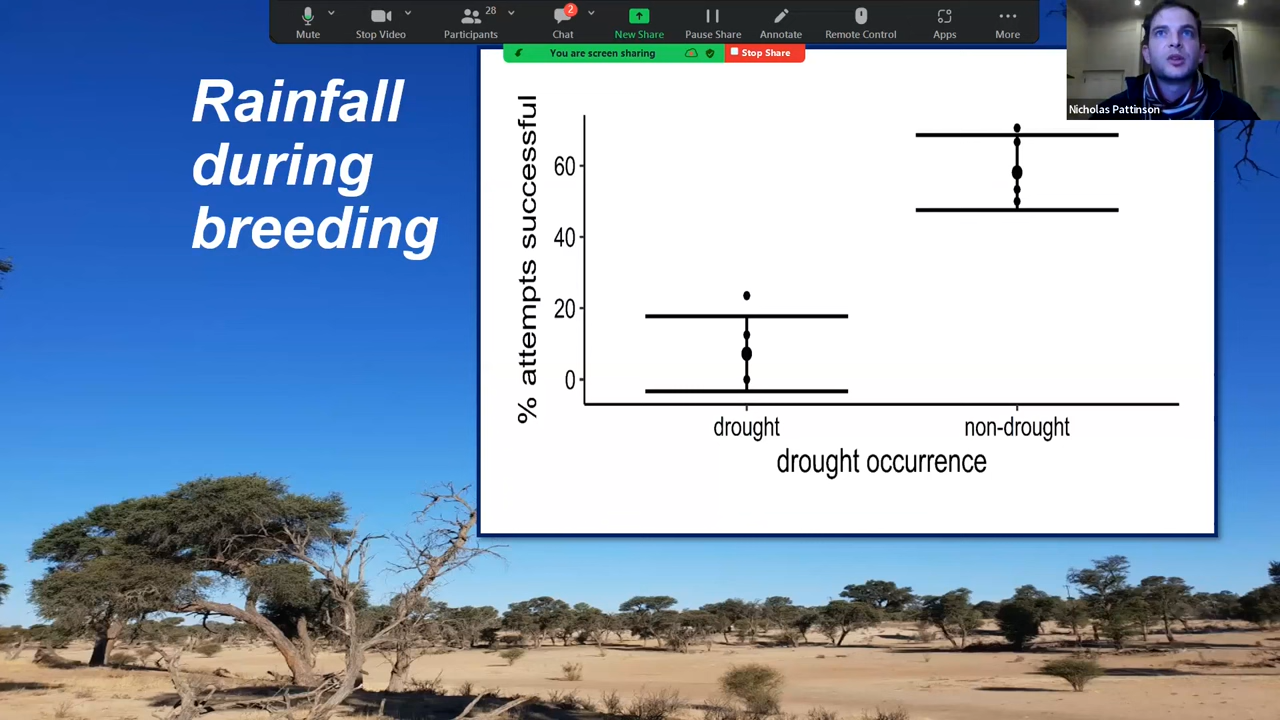 Mute
Stop Video
Participants
28
Chat
2
New Share
Pause Share
Annotate
Remote Control
Apps
More
You are screen sharing
Stop Share
Nicholas Pattinson
Rainfall
during
breeding
% attempts successful
60
40
20
0
drought
non-drought
drought occurrence